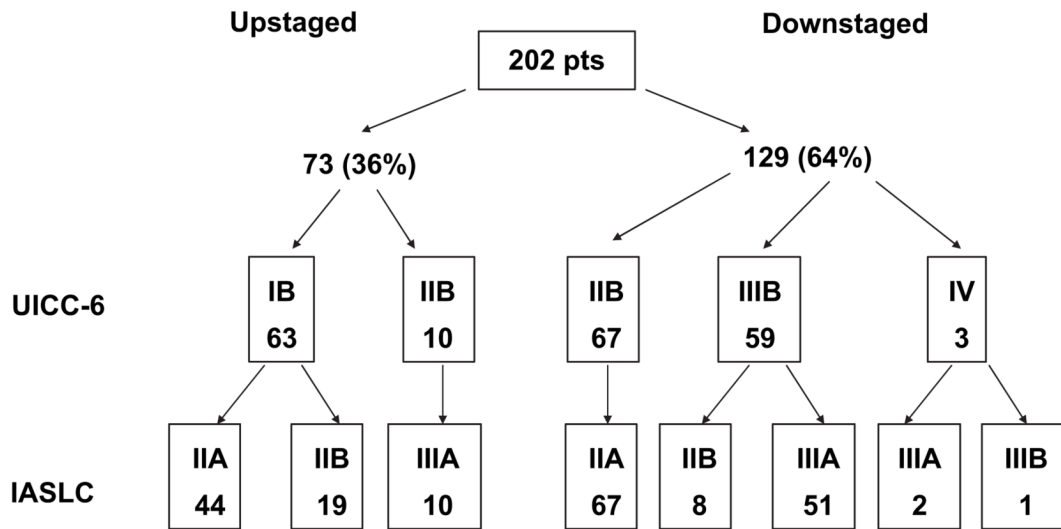 Upstaged
Downstaged
202 pts
73 (36%)
129 (64%)
UICC-6
IB
63
IIB
10
IIB
67
IIIB
59
IV
3
IASLC
IIA
44
IIB
19
IIIA
10
IIA
67
IIB
8
IIIA
51
IIIA
2
IIIB
1